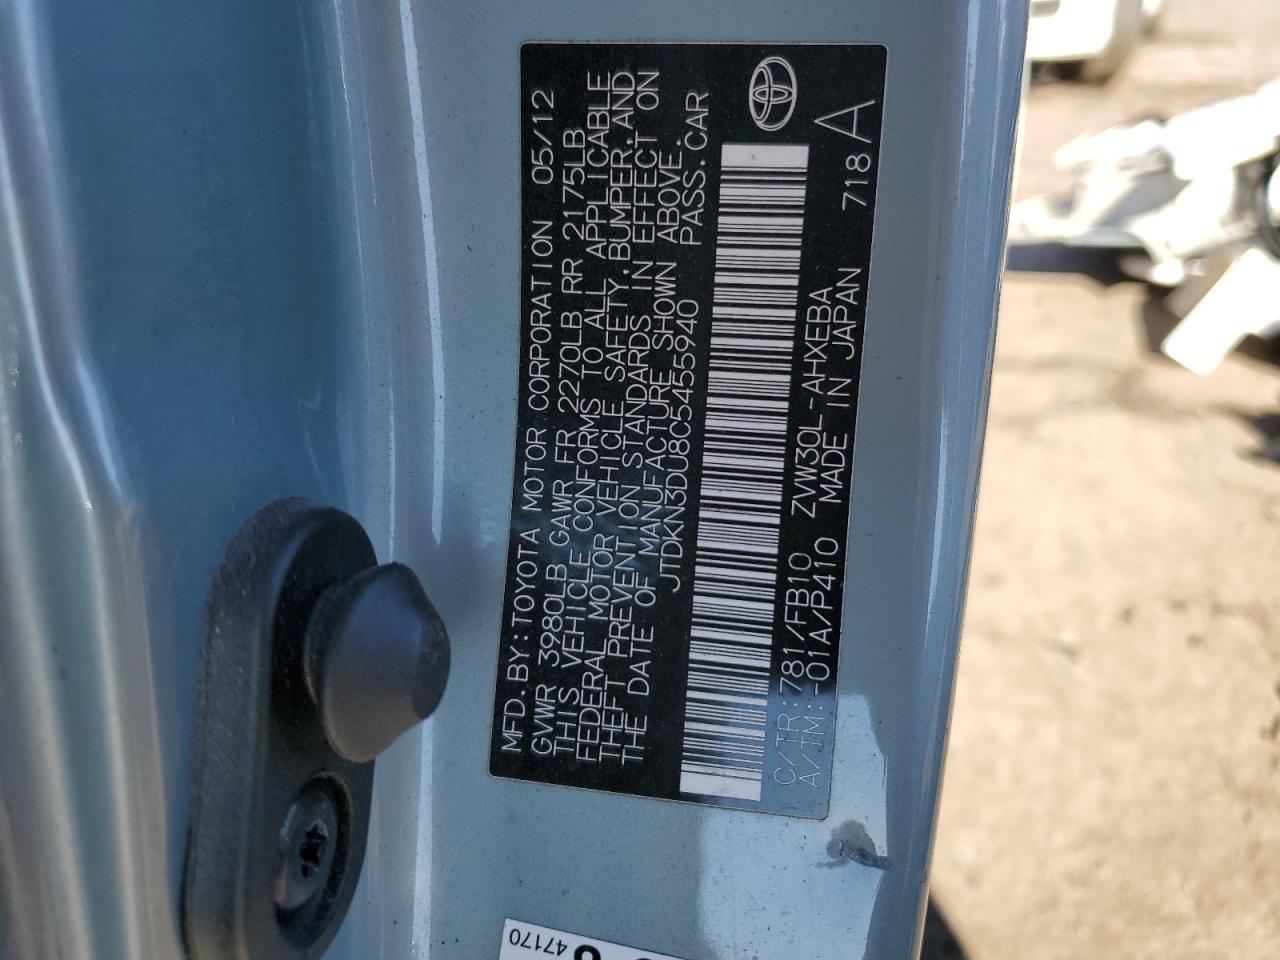 MFD.BY:TOYOTA MOTOR CORPORATION 05/12
GVWR 3980LB GAWR FR 2270LB RR 2175LB
THIS VEHICLE CONFORMS TO ALL APPLICABLE
FEDERAL MOTOR VEHICLE SAFETY,BUMPER,AND
THEFT PREVENTION STANDARDS IN EFFECT ON
THE DATE OF MANUFACTURE SHOWN ABOVE.
JTDKN3DU8C5455940 PASS.CAR
C/TR:781/FB10 ZVW30L-AHXEBA 718A
A/TM:-01A/P410 MADE IN JAPAN
47170